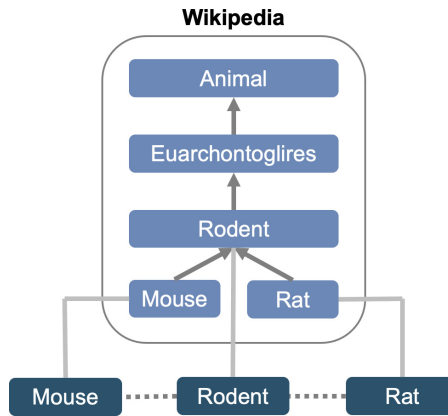 Wikipedia
Animal
Euarchontoglires
Rodent
Mouse Rat
Mouse Rodent Rat